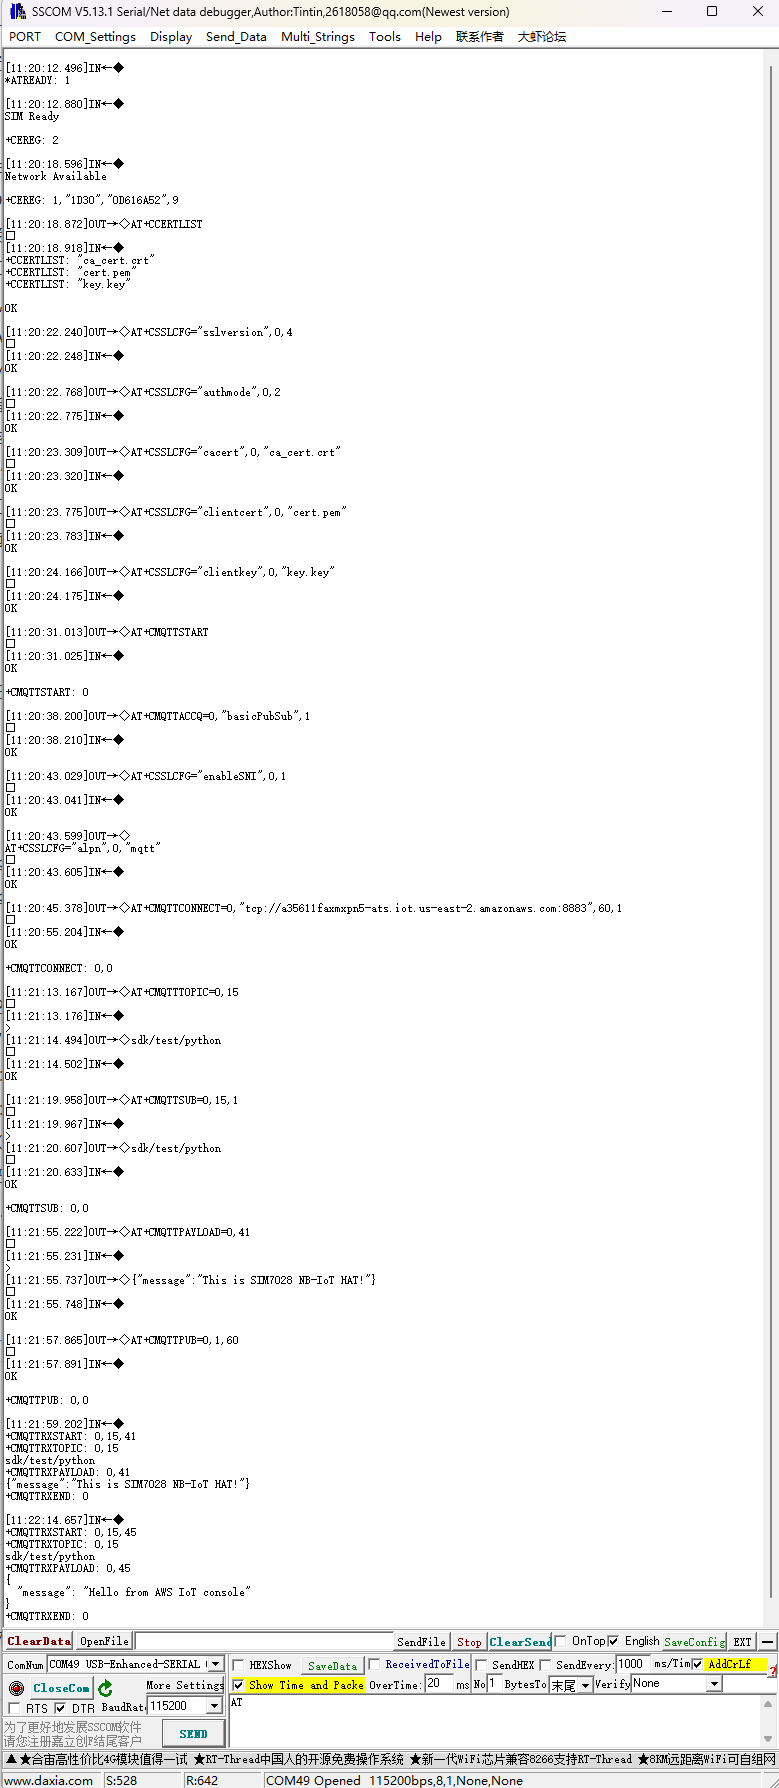 SSCOM V5.13.1 Serial/Net data debugger,Author:Tintin,2618058@qq.com(Newest version)
PORT COM_Settings Display Send_Data Multi_Strings Tools Help 联系作者 大虾论坛
[11:20:12.496]IN←◆
*ATREADY: 1
[11:20:12.880]IN←◆
SIM Ready
+CEREG: 2
[11:20:18.596]IN←◆
Network Available
+CEREG: 1,"1D30","0D616A52",9
[11:20:18.872]OUT→◇AT+CCERTLIST
□
[11:20:18.918]IN←◆
+CCERTLIST: "ca_cert.crt"
+CCERTLIST: "cert.pem"
+CCERTLIST: "key.key"
OK
[11:20:22.240]OUT→◇AT+CSSLCFG="sslversion",0,4
□
[11:20:22.248]IN←◆
OK
[11:20:22.768]OUT→◇AT+CSSLCFG="authmode",0,2
□
[11:20:22.775]IN←◆
OK
[11:20:23.309]OUT→◇AT+CSSLCFG="cacert",0,"ca_cert.crt"
□
[11:20:23.320]IN←◆
OK
[11:20:23.775]OUT→◇AT+CSSLCFG="clientcert",0,"cert.pem"
□
[11:20:23.783]IN←◆
OK
[11:20:24.166]OUT→◇AT+CSSLCFG="clientkey",0,"key.key"
□
[11:20:24.175]IN←◆
OK
[11:20:31.013]OUT→◇AT+CMQTTSTART
□
[11:20:31.025]IN←◆
OK
+CMQTTSTART: 0
[11:20:38.200]OUT→◇AT+CMQTTACCQ=0,"basicPubSub",1
□
[11:20:38.210]IN←◆
OK
[11:20:43.029]OUT→◇AT+CSSLCFG="enableSNI",0,1
□
[11:20:43.041]IN←◆
OK
[11:20:43.599]OUT→◇
AT+CSSLCFG="alpn",0,"mqtt"
□
[11:20:43.605]IN←◆
OK
[11:20:45.378]OUT→◇AT+CMQTTCONNECT=0,"tcp://a35611faxmxpn5-ats.iot.us-east-2.amazonaws.com:8883",60,1
□
[11:20:55.204]IN←◆
OK
+CMQTTCONNECT: 0,0
[11:21:13.167]OUT→◇AT+CMQTTTOPIC=0,15
□
[11:21:13.176]IN←◆
>
[11:21:14.494]OUT→◇sdk/test/python
□
[11:21:14.502]IN←◆
OK
[11:21:19.958]OUT→◇AT+CMQTTSUB=0,15,1
□
[11:21:19.967]IN←◆
>
[11:21:20.607]OUT→◇sdk/test/python
□
[11:21:20.633]IN←◆
OK
+CMQTTSUB: 0,0
[11:21:55.222]OUT→◇AT+CMQTTPAYLOAD=0,41
□
[11:21:55.231]IN←◆
>
[11:21:55.737]OUT→◇{"message":"This is SIM7028 NB-IoT HAT!"}
□
[11:21:55.748]IN←◆
OK
[11:21:57.865]OUT→◇AT+CMQTTPUB=0,1,60
□
[11:21:57.891]IN←◆
OK
+CMQTTPUB: 0,0
[11:21:59.202]IN←◆
+CMQTTRXSTART: 0,15,41
+CMQTTRXTOPIC: 0,15
sdk/test/python
+CMQTTRXPAYLOAD: 0,41
{"message":"This is SIM7028 NB-IoT HAT!"}
+CMQTTRXEND: 0
[11:22:14.657]IN←◆
+CMQTTRXSTART: 0,15,45
+CMQTTRXTOPIC: 0,15
sdk/test/python
+CMQTTRXPAYLOAD: 0,45
{
"message": "Hello from AWS IoT console"
}
+CMQTTRXEND: 0
ClearData OpenFile SendFile Stop ClearSend OnTop English SaveConfig EXT —
ComNum COM49 USB-Enhanced-SERIAL HEXShow SaveData ReceivedToFile SendHEX SendEvery: 1000 ms/Tim AddCrLf
CloseCom More Settings Show Time and Packe OverTime: 20 ms No 1 BytesTo 末尾 Verify None
RTS DTR BaudRat 115200 AT
为了更好地发展SSCOM软件
请您注册嘉立创F结尾客户 SEND
▲★合宙高性价比4G模块值得一试 ★RT-Thread中国人的开源免费操作系统 ★新一代WiFi芯片兼容8266支持RT-Thread ★8KM远距离WiFi可自组网
www.daxia.com S:528 R:642 COM49 Opened 115200bps,8,1,None,None